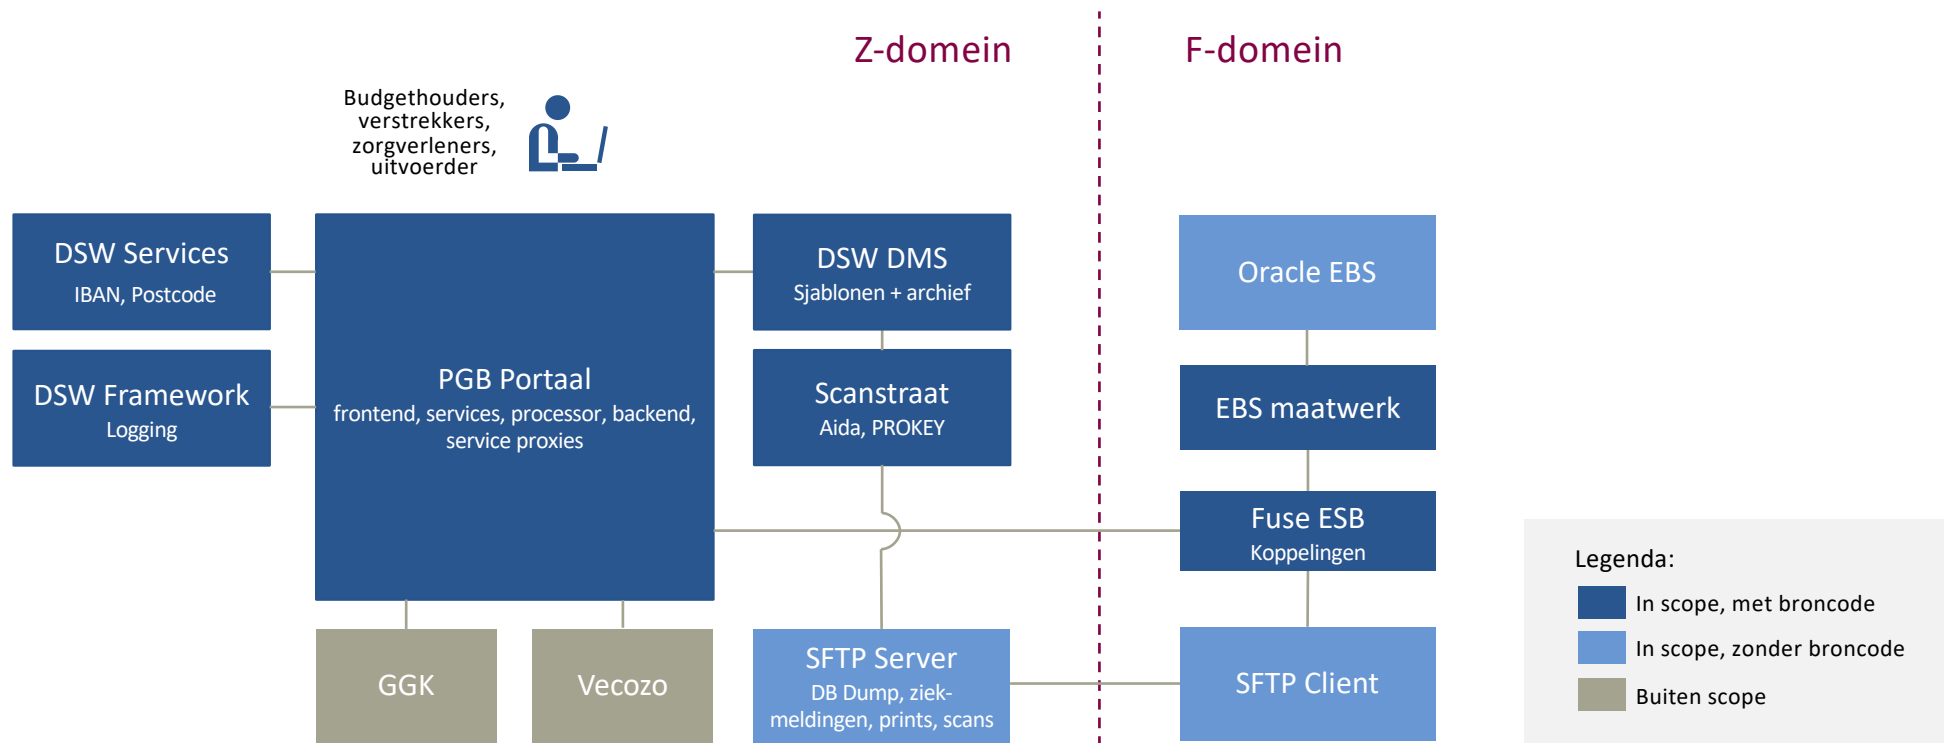 Z-domein
F-domein
Budgethouders,
verstrekkers,
zorgverleners,
uitvoerder
DSW Services
IBAN, Postcode
DSW Framework
Logging
PGB Portaal
frontend, services, processor, backend,
service proxies
DSW DMS
Sjablonen + archief
Scanstraat
Aida, PROKEY
Oracle EBS
EBS maatwerk
Fuse ESB
Koppelingen
GGK
Vecozo
SFTP Server
DB Dump, ziek-
meldingen, prints, scans
SFTP Client
Legenda:
In scope, met broncode
In scope, zonder broncode
Buiten scope